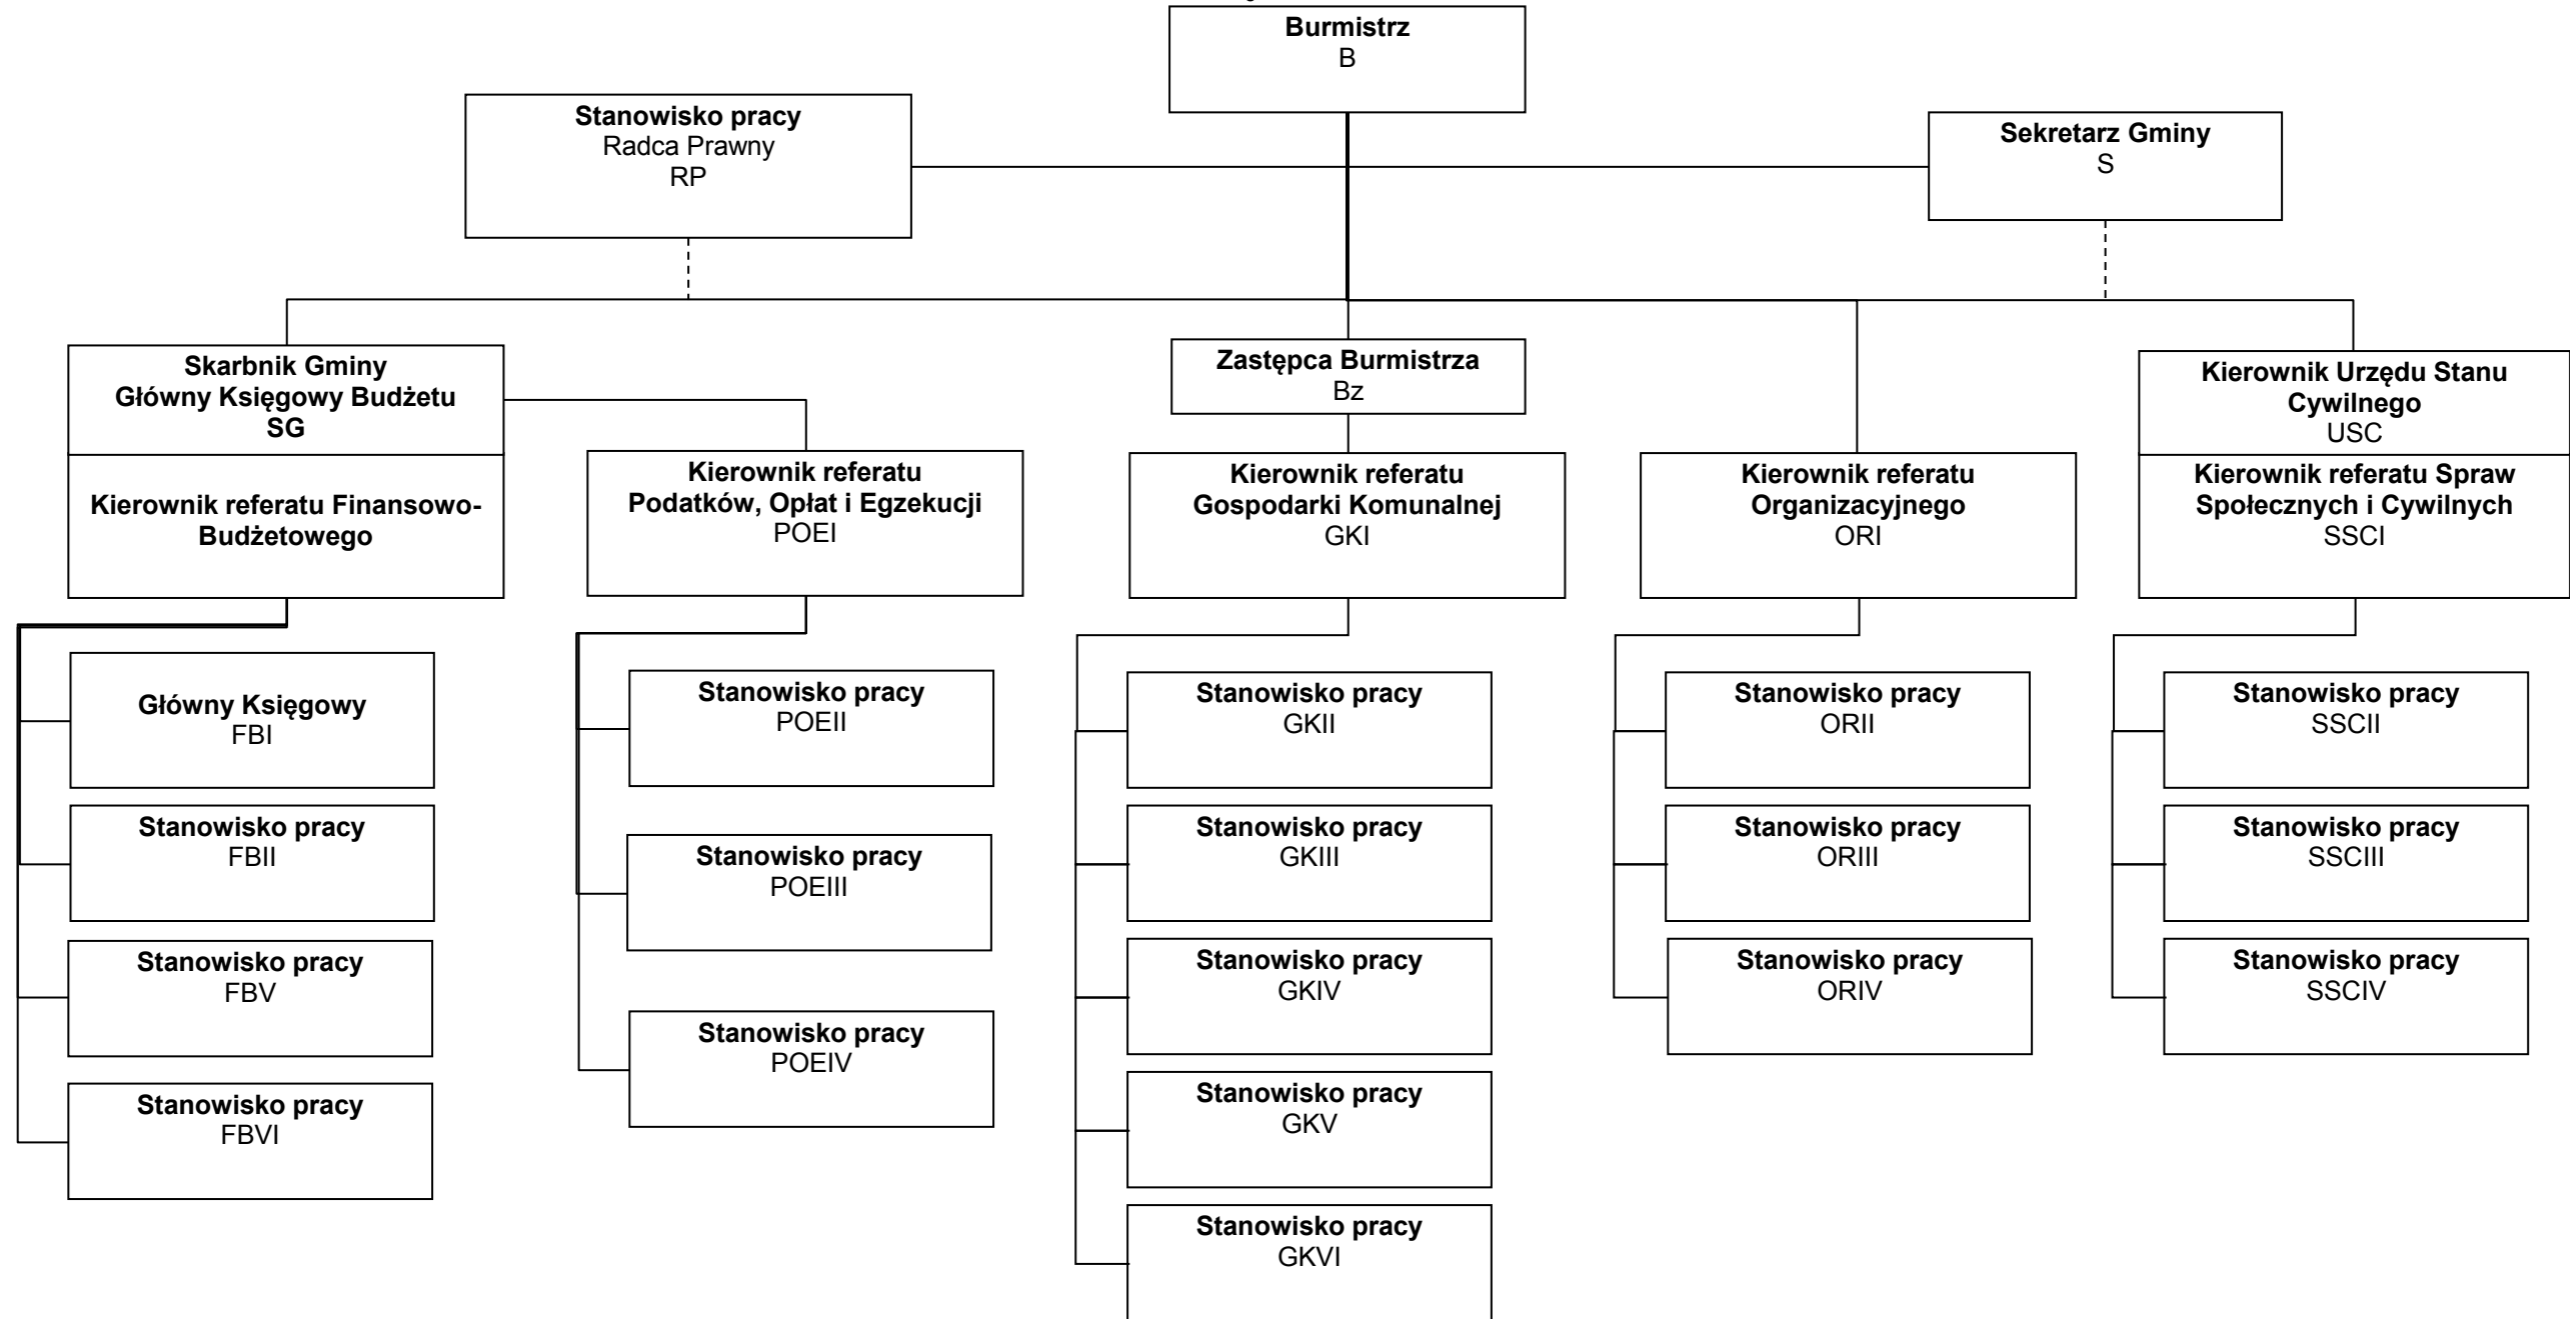 Burmistrz
B
Stanowisko pracy
Radca Prawny
RP
Sekretarz Gminy
S
Skarbnik Gminy
Główny Księgowy Budżetu
SG
Kierownik referatu Finansowo-
Budżetowego
Kierownik referatu
Podatków, Opłat i Egzekucji
POEI
Zastępca Burmistrza
Bz
Kierownik referatu
Gospodarki Komunalnej
GKI
Kierownik referatu
Organizacyjnego
ORI
Kierownik Urzędu Stanu
Cywilnego
USC
Kierownik referatu Spraw
Społecznych i Cywilnych
SSCI
Główny Księgowy
FBI
Stanowisko pracy
FBII
Stanowisko pracy
FBV
Stanowisko pracy
FBVI
Stanowisko pracy
POEII
Stanowisko pracy
POEIII
Stanowisko pracy
POEIV
Stanowisko pracy
GKII
Stanowisko pracy
GKIII
Stanowisko pracy
GKIV
Stanowisko pracy
GKV
Stanowisko pracy
GKVI
Stanowisko pracy
ORII
Stanowisko pracy
ORIII
Stanowisko pracy
ORIV
Stanowisko pracy
SSCII
Stanowisko pracy
SSCIII
Stanowisko pracy
SSCIV